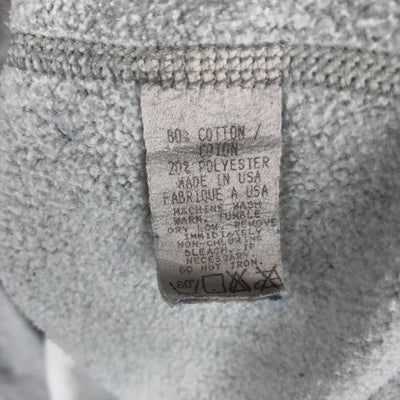 80% COTTON /
COTON
20% POLYESTER
MADE IN USA
FABRIQUE A USA
MACHINE WASH
WARM, TUMBLE
DRY LOW, REMOVE
IMMEDIATELY
NON-CHLORINE
BLEACH, IF
NECESSARY
DO NOT IRON.